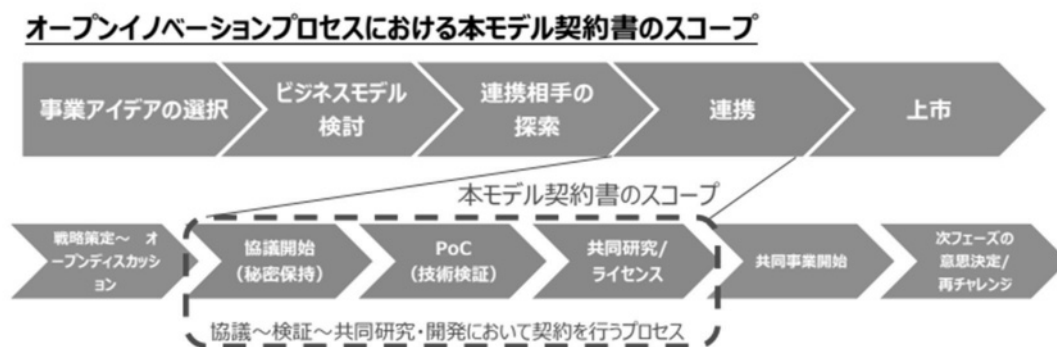 オープンイノベーションプロセスにおける本モデル契約書のスコープ
事業アイデアの選択
ビジネスモデル
検討
連携相手の
探索
連携
上市
本モデル契約書のスコープ
戦略策定～ オ
ープンディスカッシ
ョン
協議開始
（秘密保持）
PoC
（技術検証）
共同研究/
ライセンス
共同事業開始
次フェーズの
意思決定/
再チャレンジ
協議～検証～共同研究・開発において契約を行うプロセス